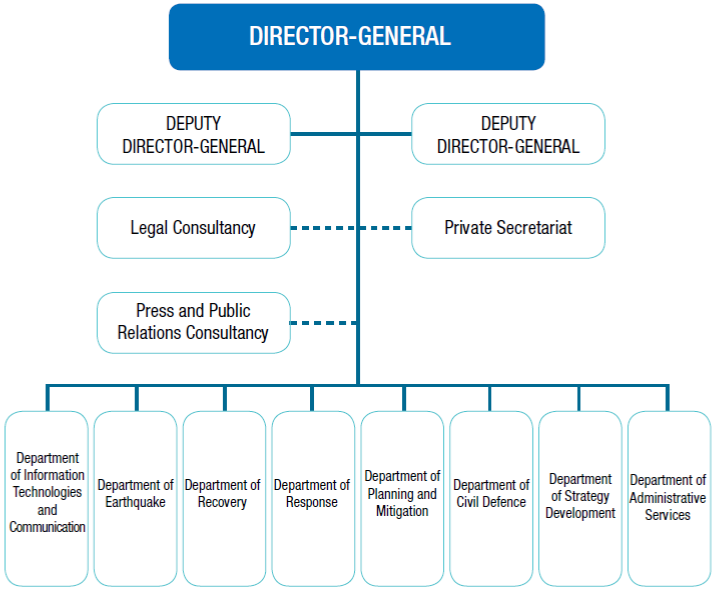 DIRECTOR-GENERAL
DEPUTY
DIRECTOR-GENERAL
DEPUTY
DIRECTOR-GENERAL
Legal Consultancy
Private Secretariat
Press and Public
Relations Consultancy
Department
of Information
Technologies
and
Communication
Department of
Earthquake
Department of
Recovery
Department of
Response
Department of
Planning and
Mitigation
Department of
Civil Defence
Department
of Strategy
Development
Department of
Administrative
Services